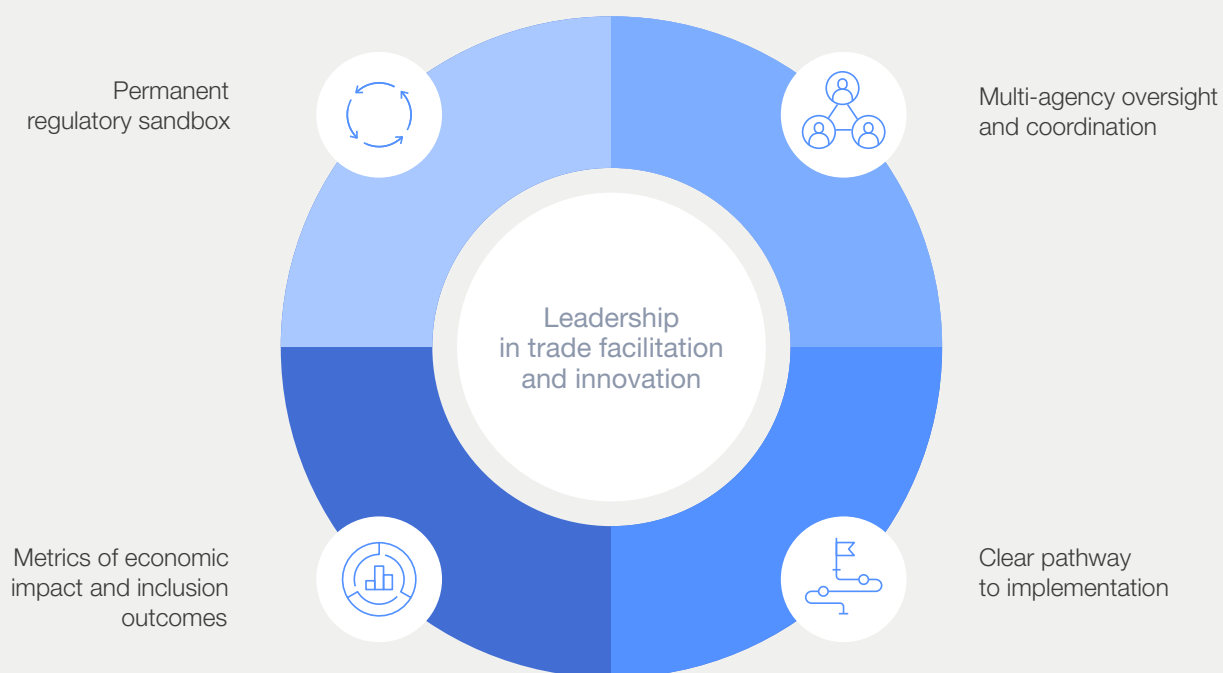 Permanent
regulatory sandbox
Multi-agency oversight
and coordination
Leadership
in trade facilitation
and innovation
Metrics of economic
impact and inclusion
outcomes
Clear pathway
to implementation